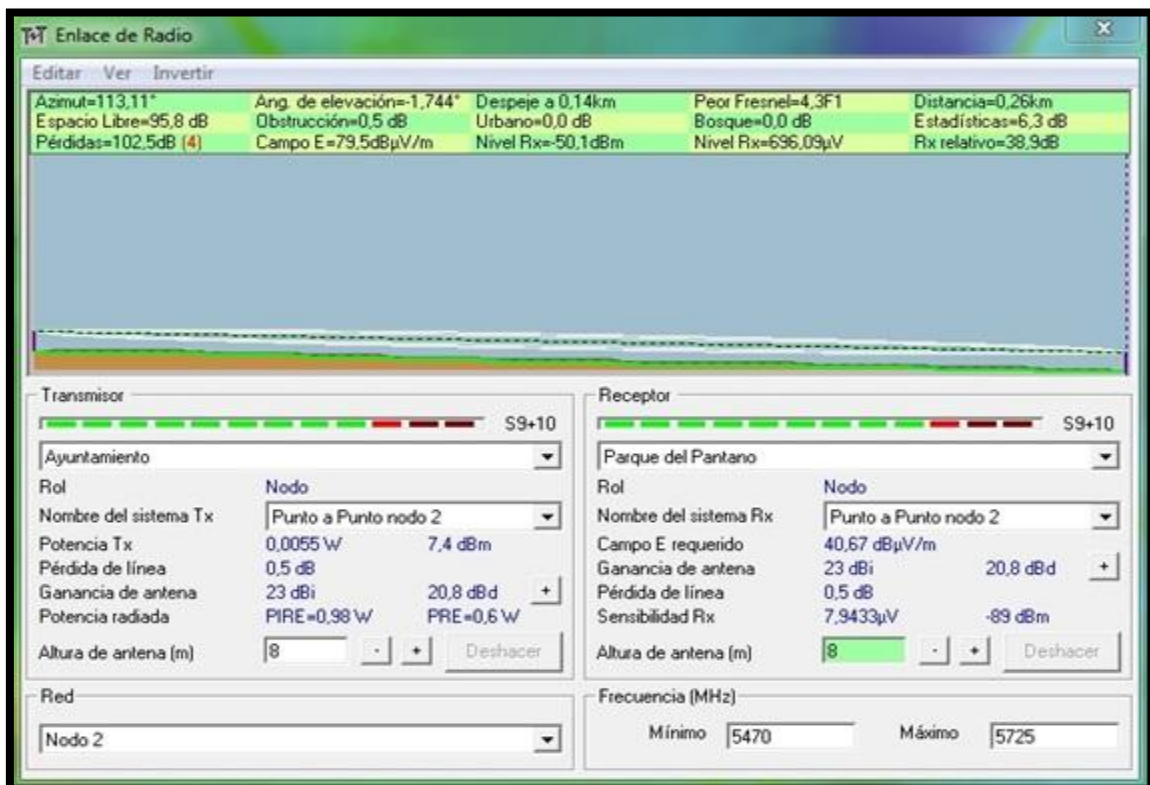 Enlace de Radio
Editar Ver Invertir
Azimut=113,11° Ang. de elevación=-1,744° Despeje a 0,14km Peor Fresnel=4,3F1 Distancia=0,26km
Espacio Libre=95,8 dB Obstrucción=0,5 dB Urbano=0,0 dB Bosque=0,0 dB Estadísticas=6,3 dB
Pérdidas=102,5dB (4) Campo E=79,5dBµV/m Nivel Rx=-50,1dBm Nivel Rx=696,09µV Rx relativo=38,9dB
Transmisor
S9+10
Ayuntamiento
Rol Nodo
Nombre del sistema Tx Punto a Punto nodo 2
Potencia Tx 0,0055 W 7,4 dBm
Pérdida de línea 0,5 dB
Ganancia de antena 23 dBi 20,8 dBd +
Potencia radiada PIRE=0,98 W PRE=0,6 W
Altura de antena (m) 8 - + Deshacer
Red
Nodo 2
Receptor
S9+10
Parque del Pantano
Rol Nodo
Nombre del sistema Rx Punto a Punto nodo 2
Campo E requerido 40,67 dBµV/m
Ganancia de antena 23 dBi 20,8 dBd +
Pérdida de línea 0,5 dB
Sensibilidad Rx 7,9433µV -89 dBm
Altura de antena (m) 8 - + Deshacer
Frecuencia (MHz)
Mínimo 5470 Máximo 5725